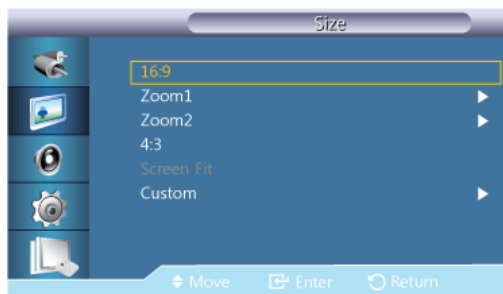 Size
16:9
Zoom1
Zoom2
4:3
Screen Fit
Custom
Move Enter Return